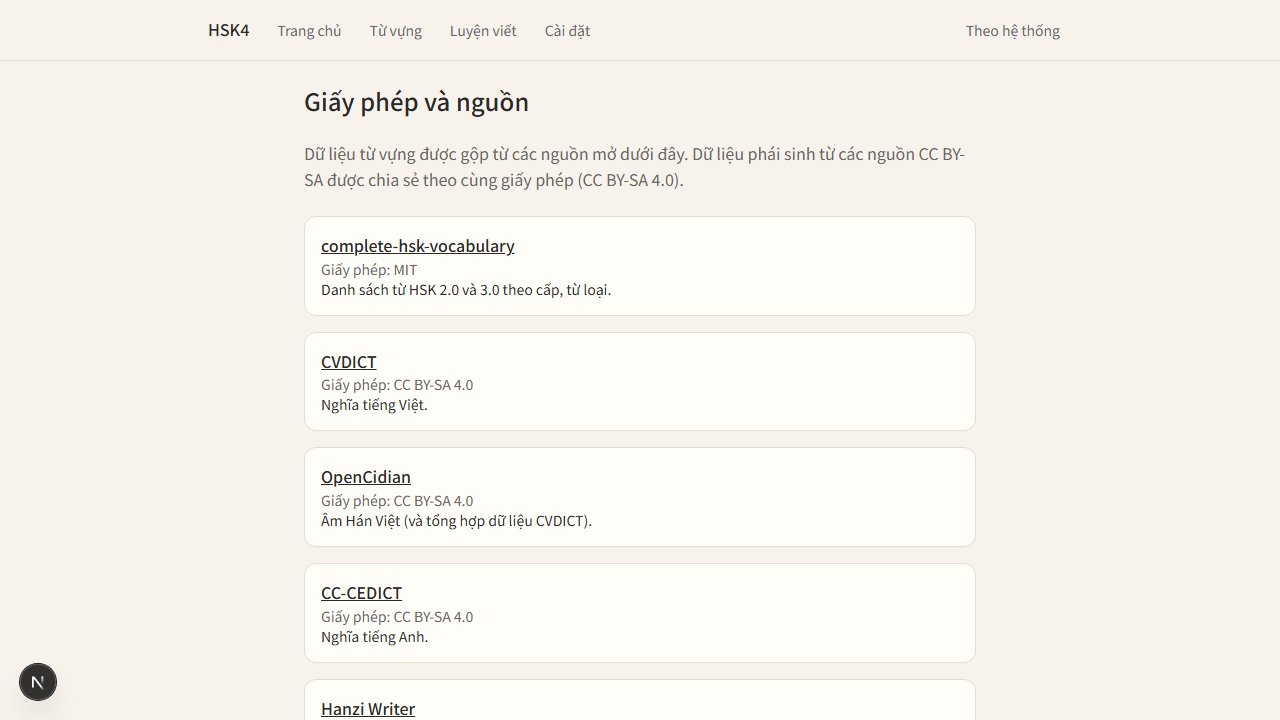 HSK4 Trang chủ Từ vựng Luyện viết Cài đặt Theo hệ thống
Giấy phép và nguồn
Dữ liệu từ vựng được gộp từ các nguồn mở dưới đây. Dữ liệu phái sinh từ các nguồn CC BY-
SA được chia sẻ theo cùng giấy phép (CC BY-SA 4.0).
complete-hsk-vocabulary
Giấy phép: MIT
Danh sách từ HSK 2.0 và 3.0 theo cấp, từ loại.
CVDICT
Giấy phép: CC BY-SA 4.0
Nghĩa tiếng Việt.
OpenCidian
Giấy phép: CC BY-SA 4.0
Âm Hán Việt (và tổng hợp dữ liệu CVDICT).
CC-CEDICT
Giấy phép: CC BY-SA 4.0
Nghĩa tiếng Anh.
N
Hanzi Writer